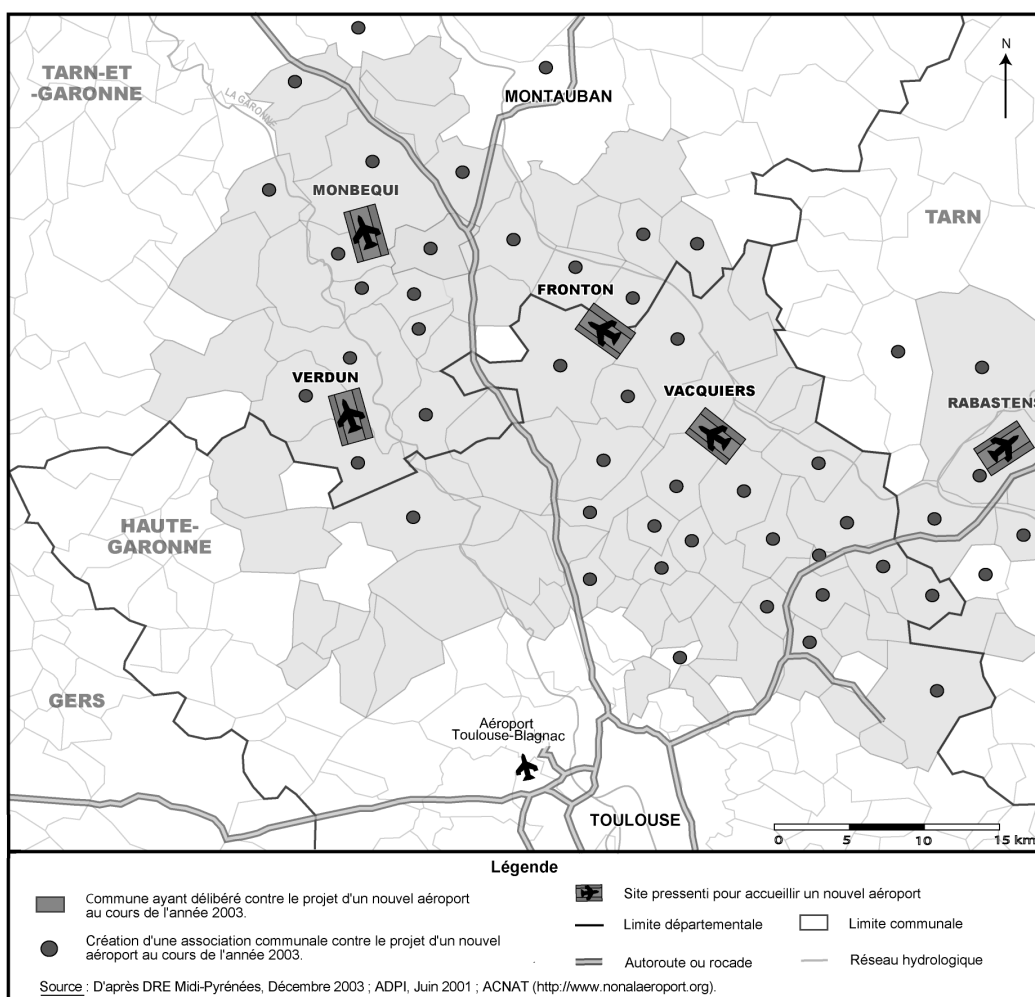 TARN-ET
-GARONNE
LA GARONNE
MONTAUBAN
N
MONBEQUI
TARN
FRONTON
VERDUN
VACQUIERS
RABASTENS
HAUTE-
GARONNE
GERS
Aéroport
Toulouse-Blagnac
TOULOUSE
0 5 10 15 km
Légende
Commune ayant délibéré contre le projet d'un nouvel aéroport
au cours de l'année 2003.
Création d'une association communale contre le projet d'un nouvel
aéroport au cours de l'année 2003.
Site pressenti pour accueillir un nouvel aéroport
Limite départementale
Limite communale
Autoroute ou rocade
Réseau hydrologique
Source : D'après DRE Midi-Pyrénées, Décembre 2003 ; ADPI, Juin 2001 ; ACNAT (http://www.nonalaeroport.org).